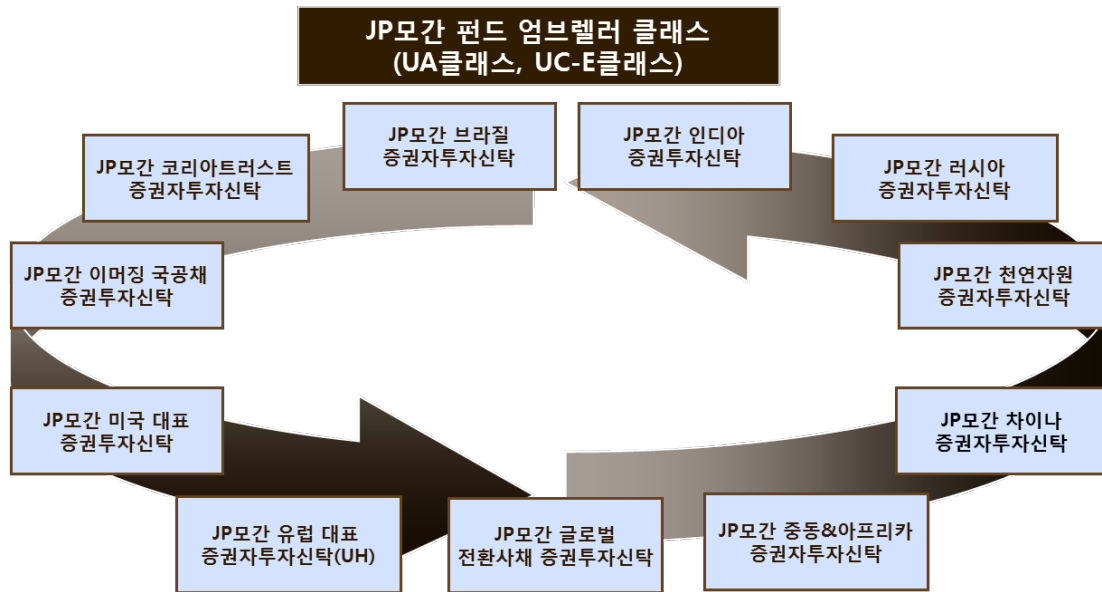 JP모간 펀드 엄브렐러 클래스
(UA클래스, UC-E클래스)
JP모간 브라질
증권자투자신탁
JP모간 인디아
증권투자신탁
JP모간 코리아트러스트
증권자투자신탁
JP모간 러시아
증권자투자신탁
JP모간 이머징 국공채
증권투자신탁
JP모간 천연자원
증권자투자신탁
JP모간 미국 대표
증권투자신탁
JP모간 차이나
증권자투자신탁
JP모간 유럽 대표
증권자투자신탁(UH)
JP모간 글로벌
전환사채 증권투자신탁
JP모간 중동&아프리카
증권자투자신탁